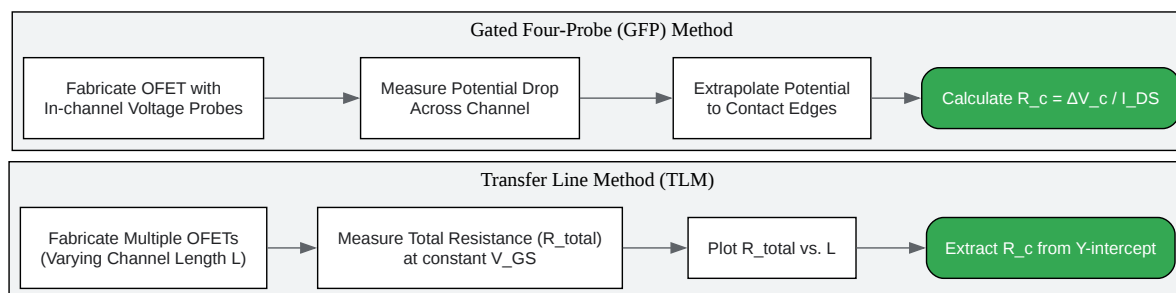 Gated Four-Probe (GFP) Method
Fabricate OFET with
In-channel Voltage Probes
Measure Potential Drop
Across Channel
Extrapolate Potential
to Contact Edges
Calculate R_c = ΔV_c / I_DS
Transfer Line Method (TLM)
Fabricate Multiple OFETs
(Varying Channel Length L)
Measure Total Resistance (R_total)
at constant V_GS
Plot R_total vs. L
Extract R_c from Y-intercept